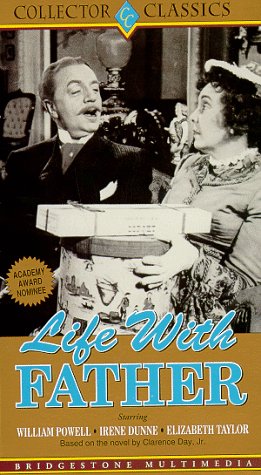 COLLECTOR CC CLASSICS
ACADEMY
AWARD
NOMINEE
Life With
FATHER
Starring
WILLIAM POWELL · IRENE DUNNE · ELIZABETH TAYLOR
Based on the novel by Clarence Day, Jr.
BRIDGESTONE MULTIMEDIA